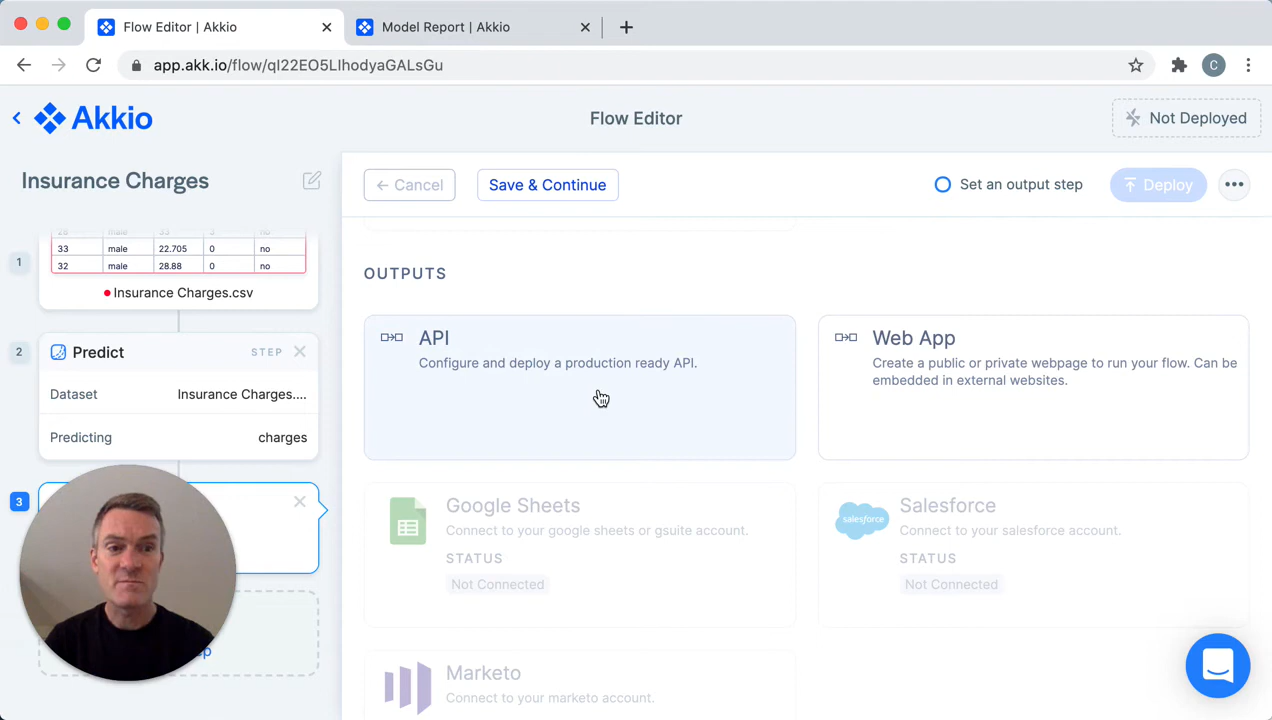 Flow Editor | Akkio
Model Report | Akkio
app.akk.io/flow/qI22EO5LIhodyaGALsGu
C
Akkio
Flow Editor
Not Deployed
Insurance Charges
← Cancel
Save & Continue
Set an output step
Deploy
1
33 male 22.705 0 no
32 male 28.88 0 no
Insurance Charges.csv
2
Predict
STEP
Dataset
Insurance Charges....
Predicting
charges
3
OUTPUTS
API
Configure and deploy a production ready API.
Web App
Create a public or private webpage to run your flow. Can be
embedded in external websites.
Google Sheets
Connect to your google sheets or gsuite account.
STATUS
Not Connected
salesforce
Salesforce
Connect to your salesforce account.
STATUS
Not Connected
Marketo
Connect to your marketo account.